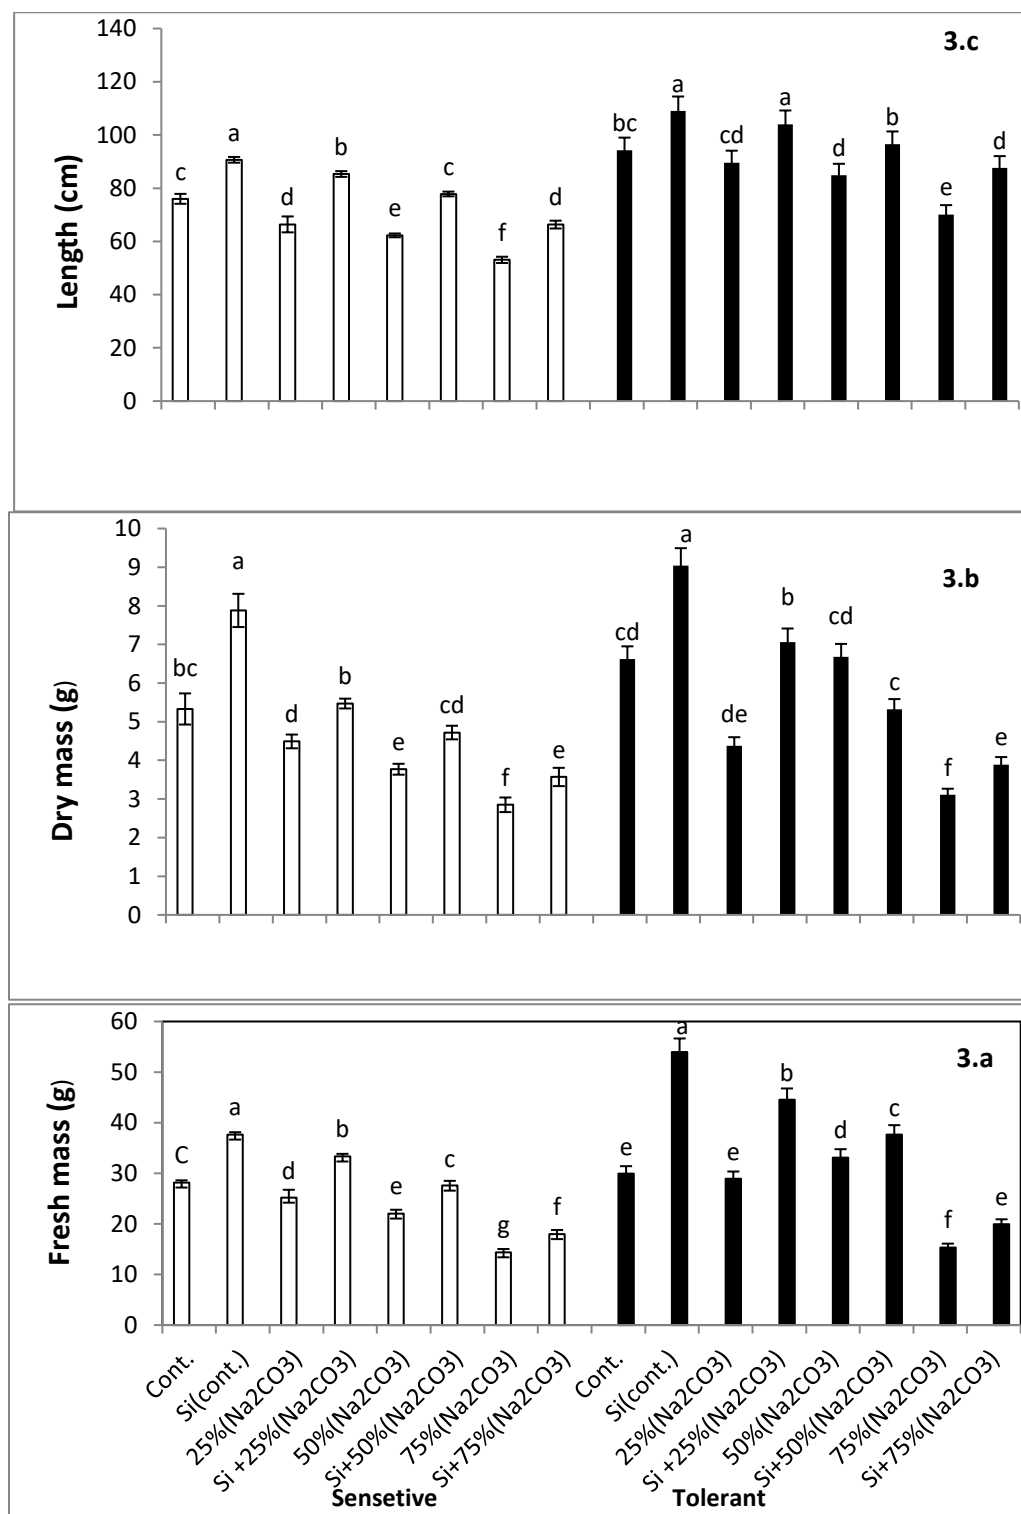 3.c
Length (cm)
140
120
100
80
60
40
20
0
c a d b e c f d bc a cd a d b e d
3.b
Dry mass (g)
10
9
8
7
6
5
4
3
2
1
0
bc a d b e cd f e cd a de b cd c f e
3.a
Fresh mass (g)
60
50
40
30
20
10
0
C a d b e c g f e a e b d c f e
Cont.
Si(cont.)
25%(Na2CO3)
Si +25%(Na2CO3)
50%(Na2CO3)
Si+50%(Na2CO3)
75%(Na2CO3)
Si+75%(Na2CO3)
Cont.
Si(cont.)
25%(Na2CO3)
Si +25%(Na2CO3)
50%(Na2CO3)
Si+50%(Na2CO3)
75%(Na2CO3)
Si+75%(Na2CO3)
Sensetive Tolerant